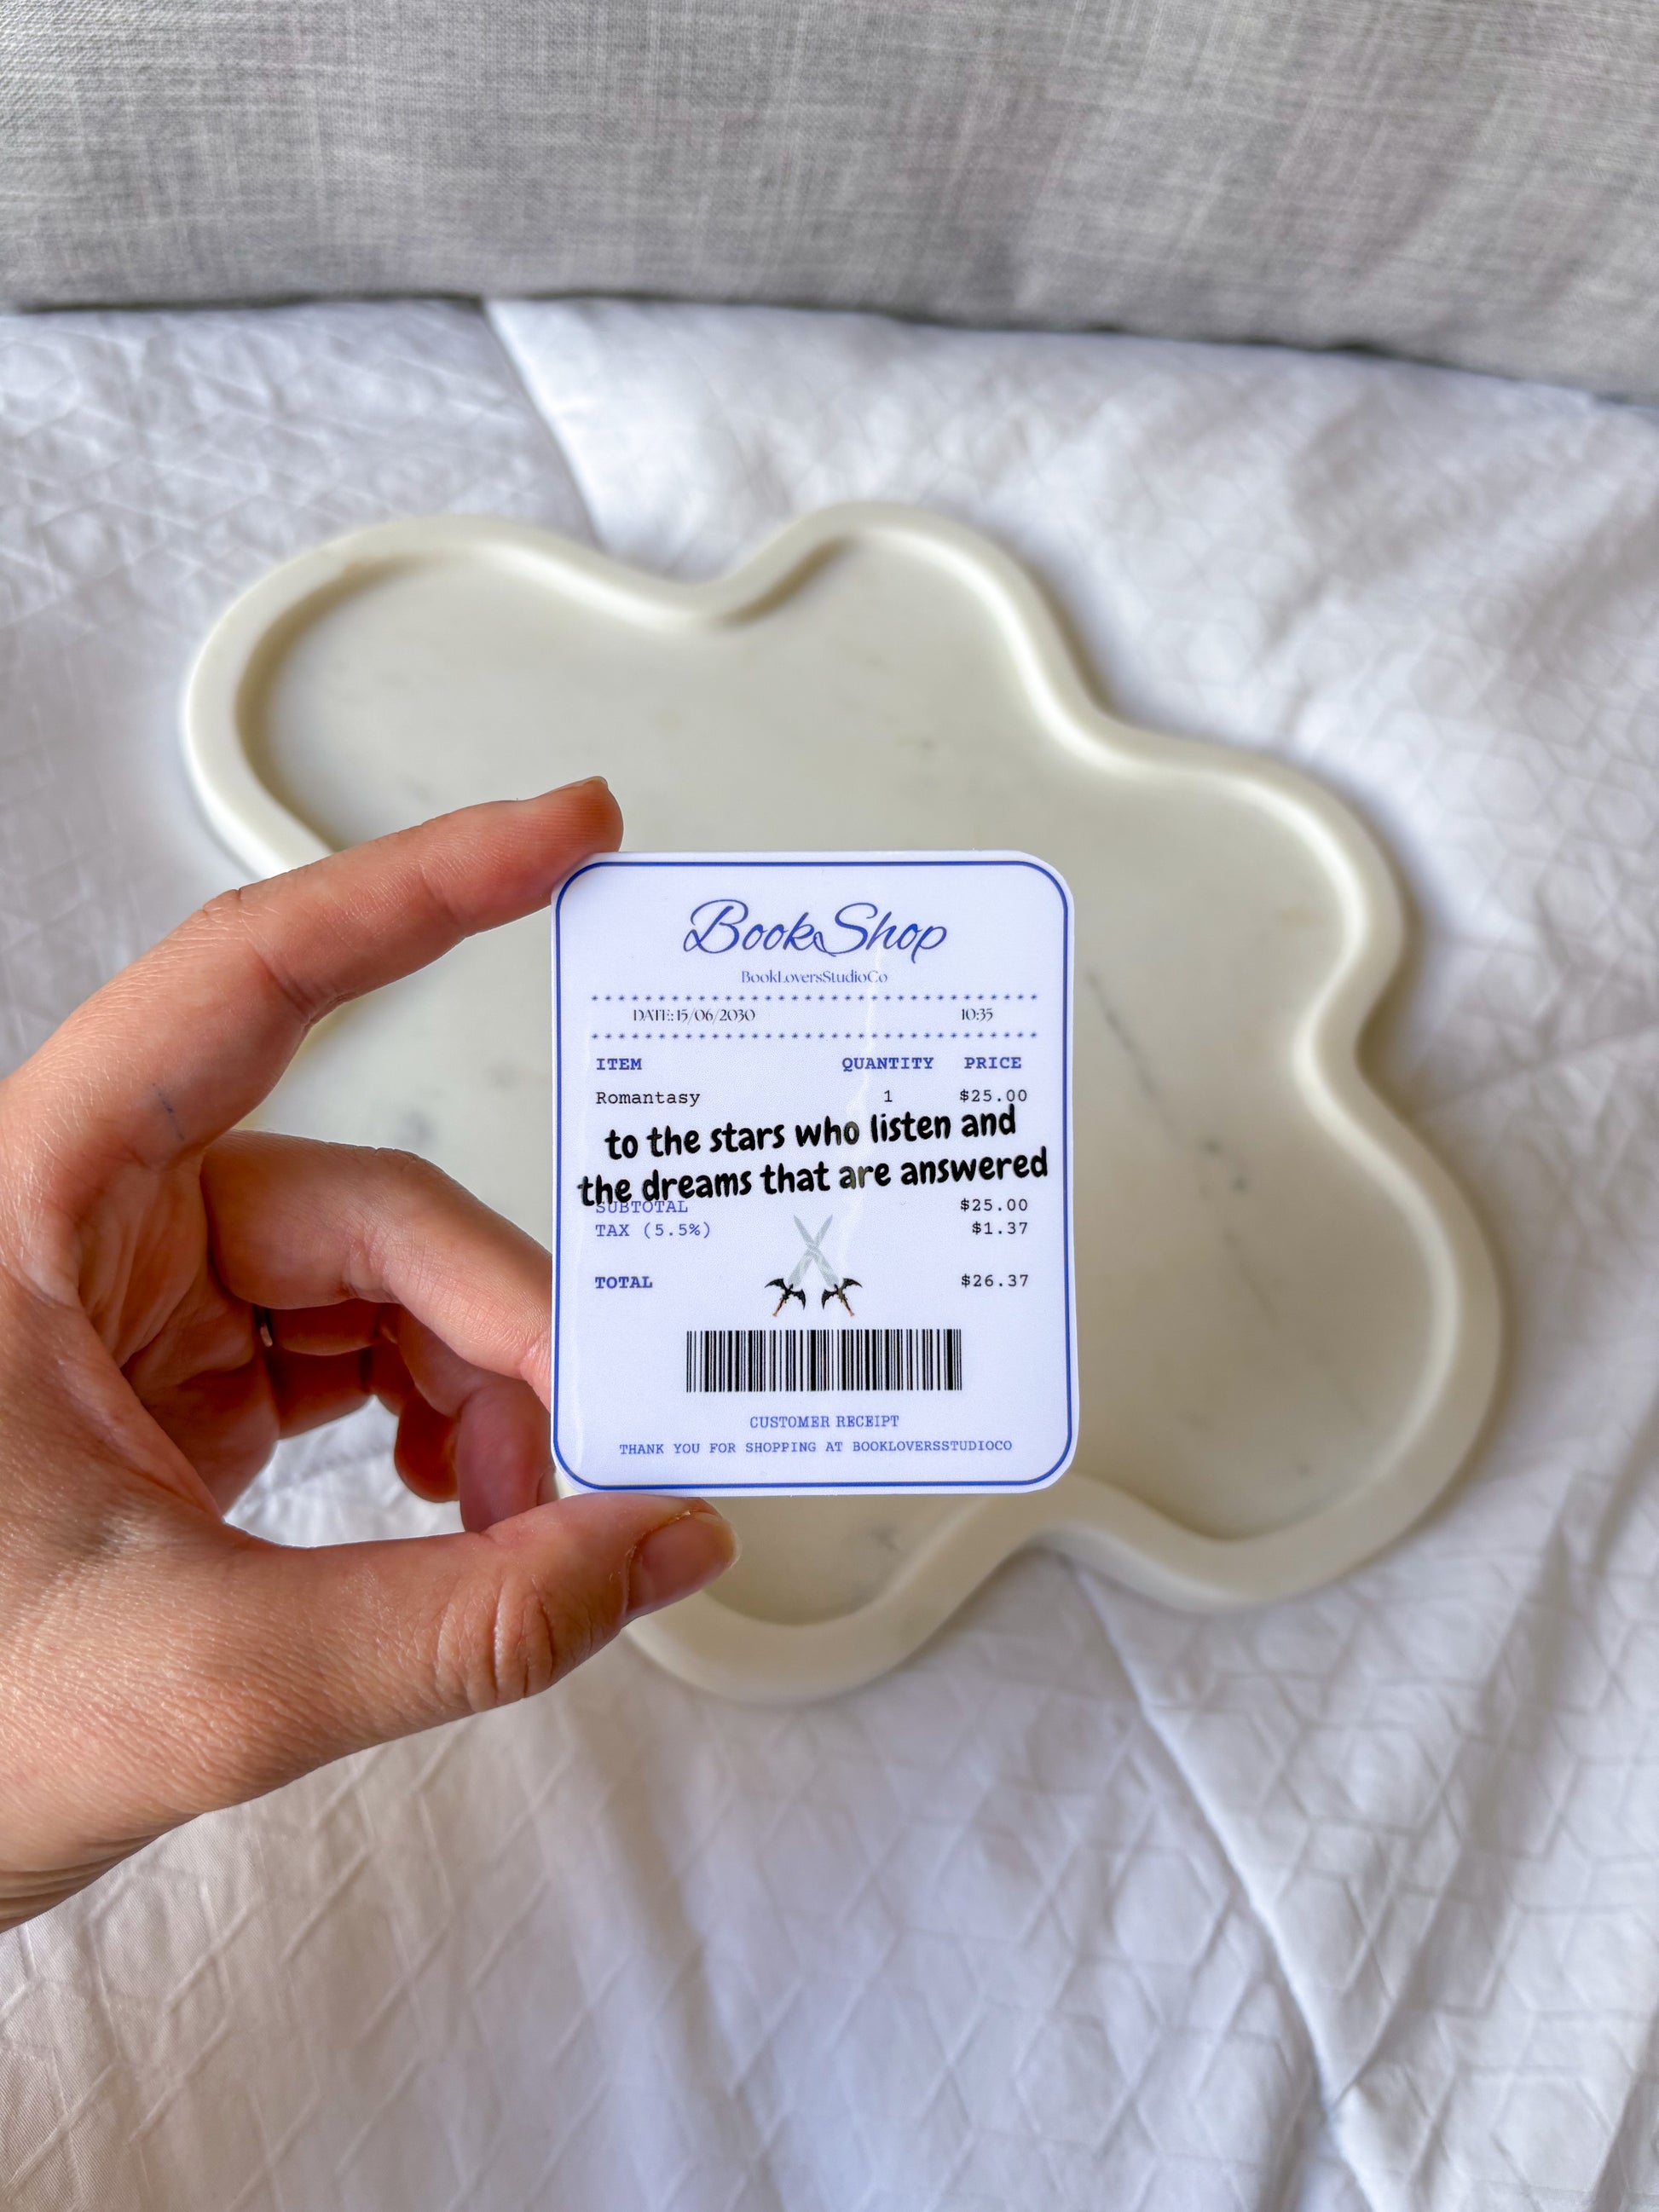 BookShop
BookLoversStudioCo
DATE: 15/06/2030 10:35
ITEM QUANTITY PRICE
Romantasy 1 $25.00
to the stars who listen and
the dreams that are answered
SUBTOTAL $25.00
TAX (5.5%) $1.37
TOTAL $26.37
CUSTOMER RECEIPT
THANK YOU FOR SHOPPING AT BOOKLOVERSSTUDIOCO